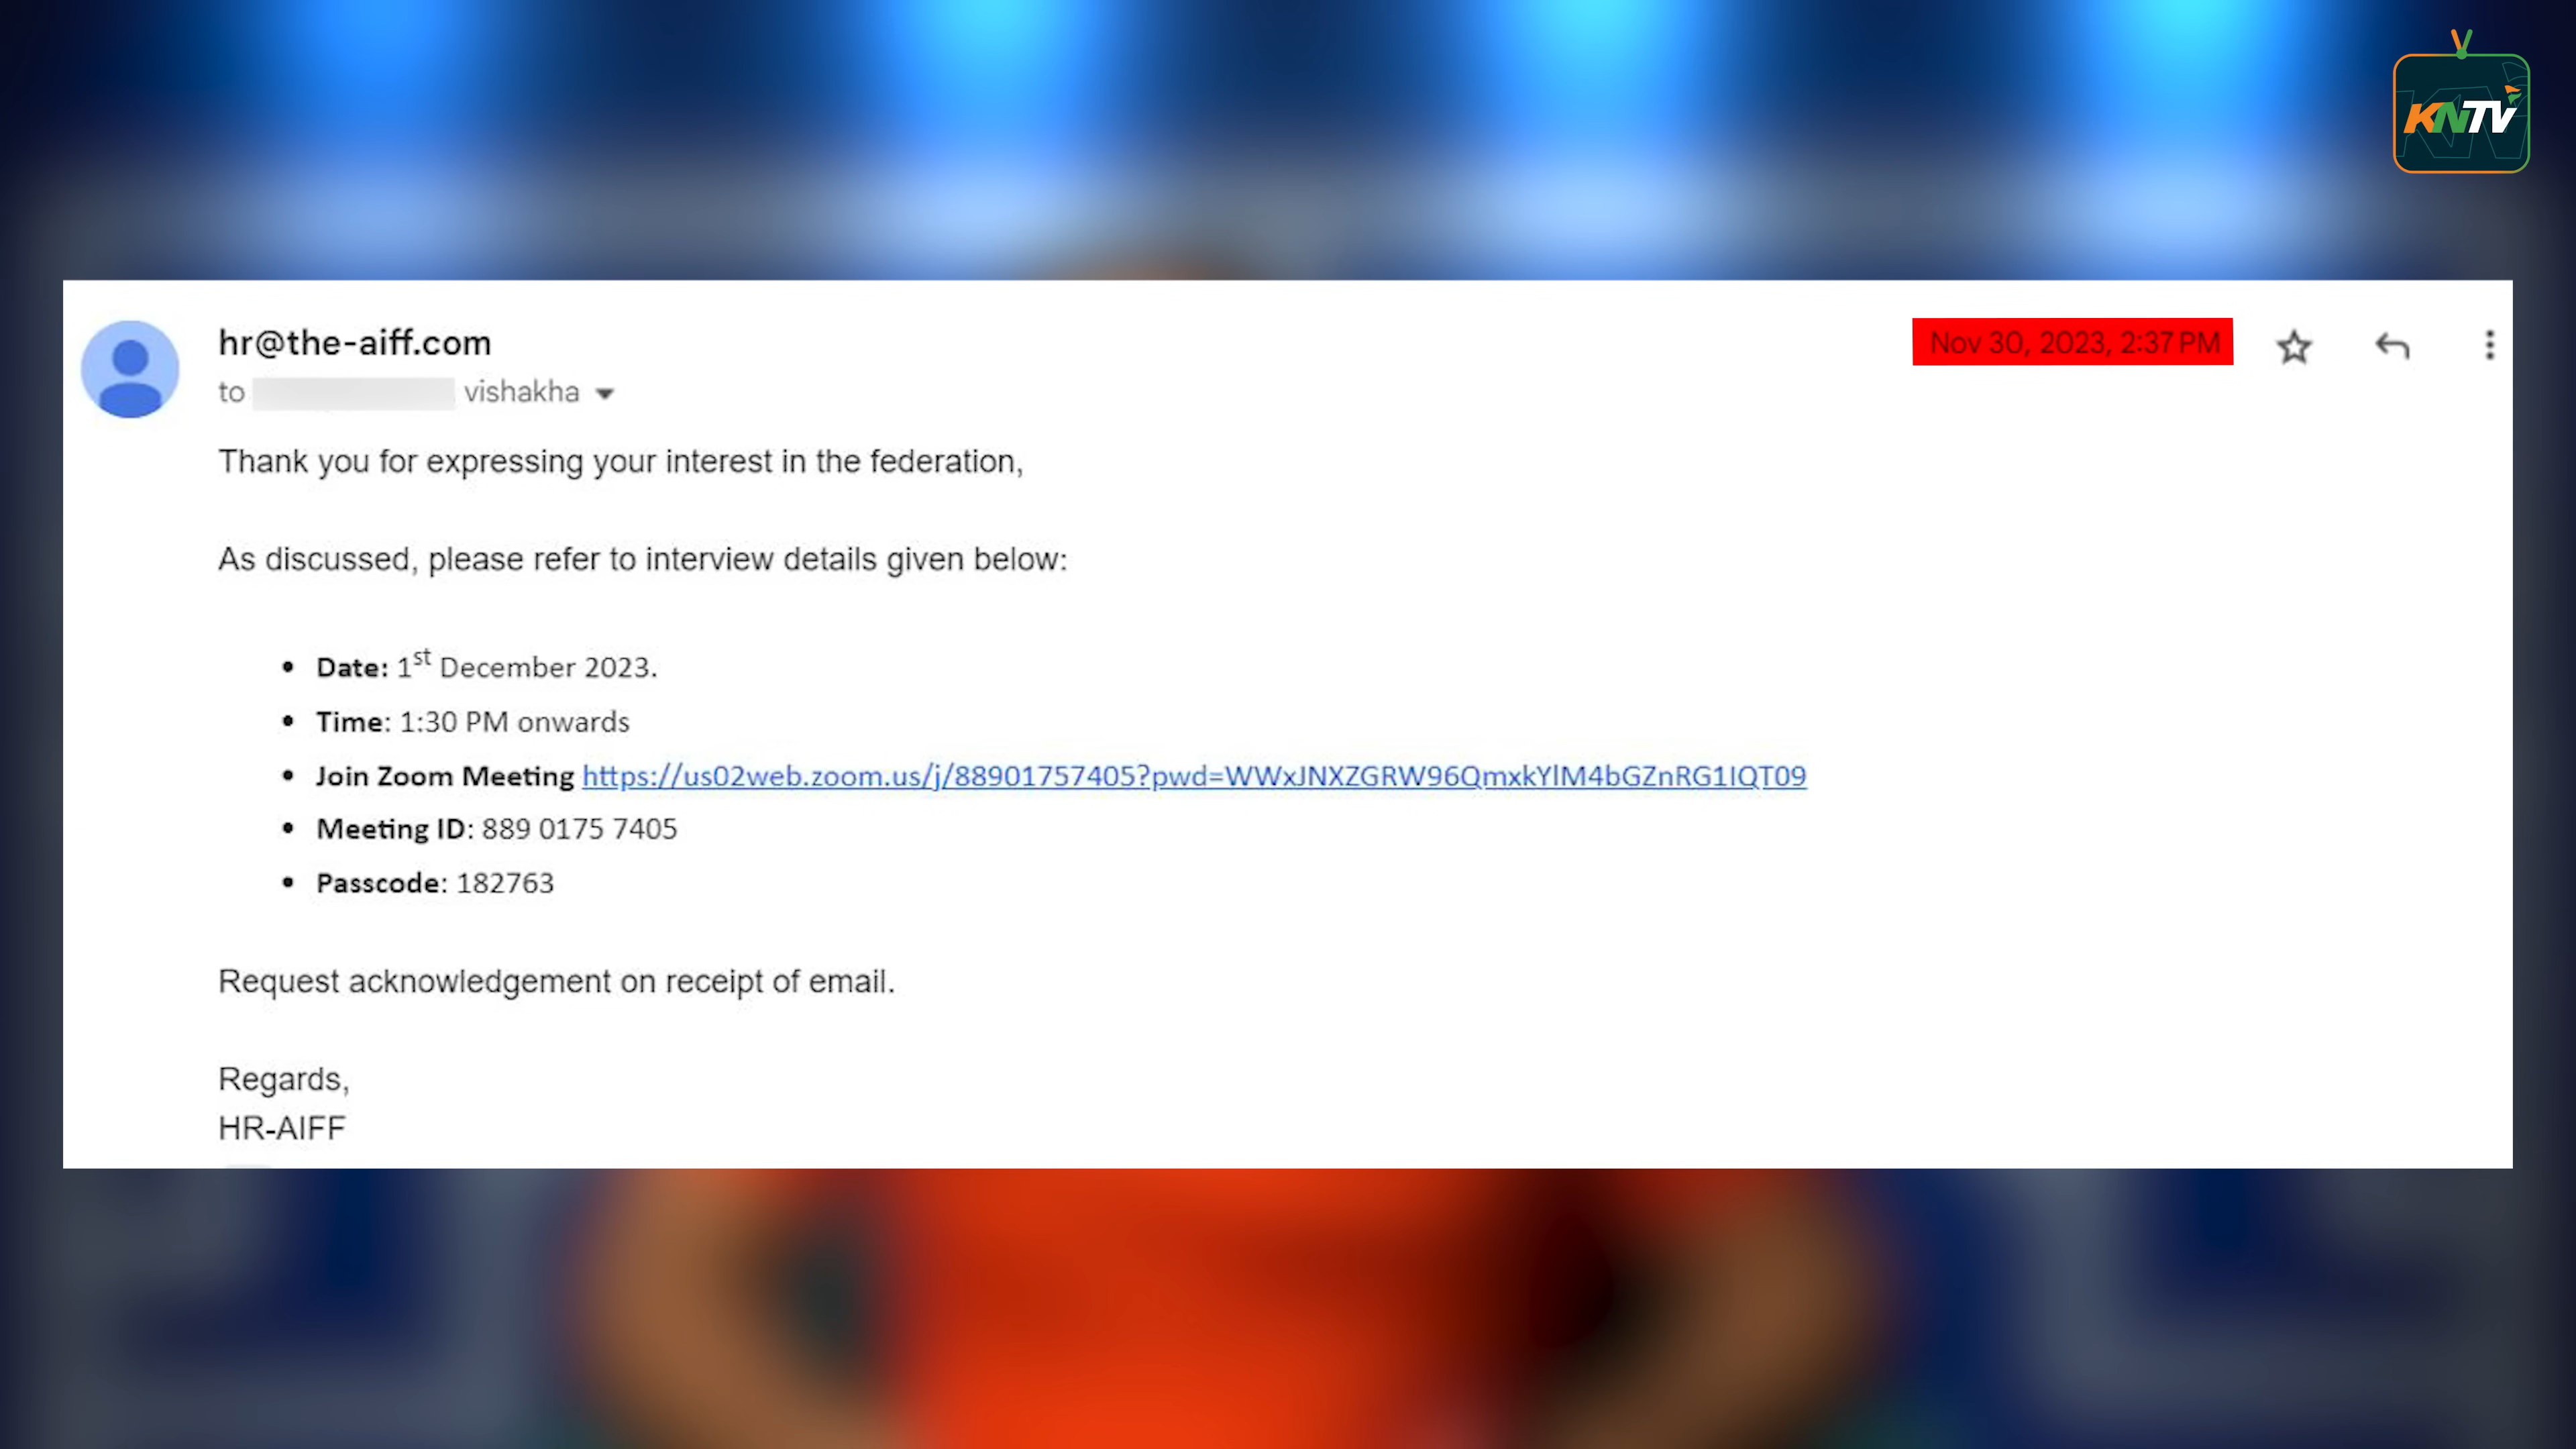 KNTV
hr@the-aiff.com
Nov 30, 2023, 2:37 PM
to vishakha
Thank you for expressing your interest in the federation,
As discussed, please refer to interview details given below:
• Date: 1st December 2023.
• Time: 1:30 PM onwards
• Join Zoom Meeting https://us02web.zoom.us/j/88901757405?pwd=WWxJNXZGRW96QmxkYlM4bGZnRG1IQT09
• Meeting ID: 889 0175 7405
• Passcode: 182763
Request acknowledgement on receipt of email.
Regards,
HR-AIFF